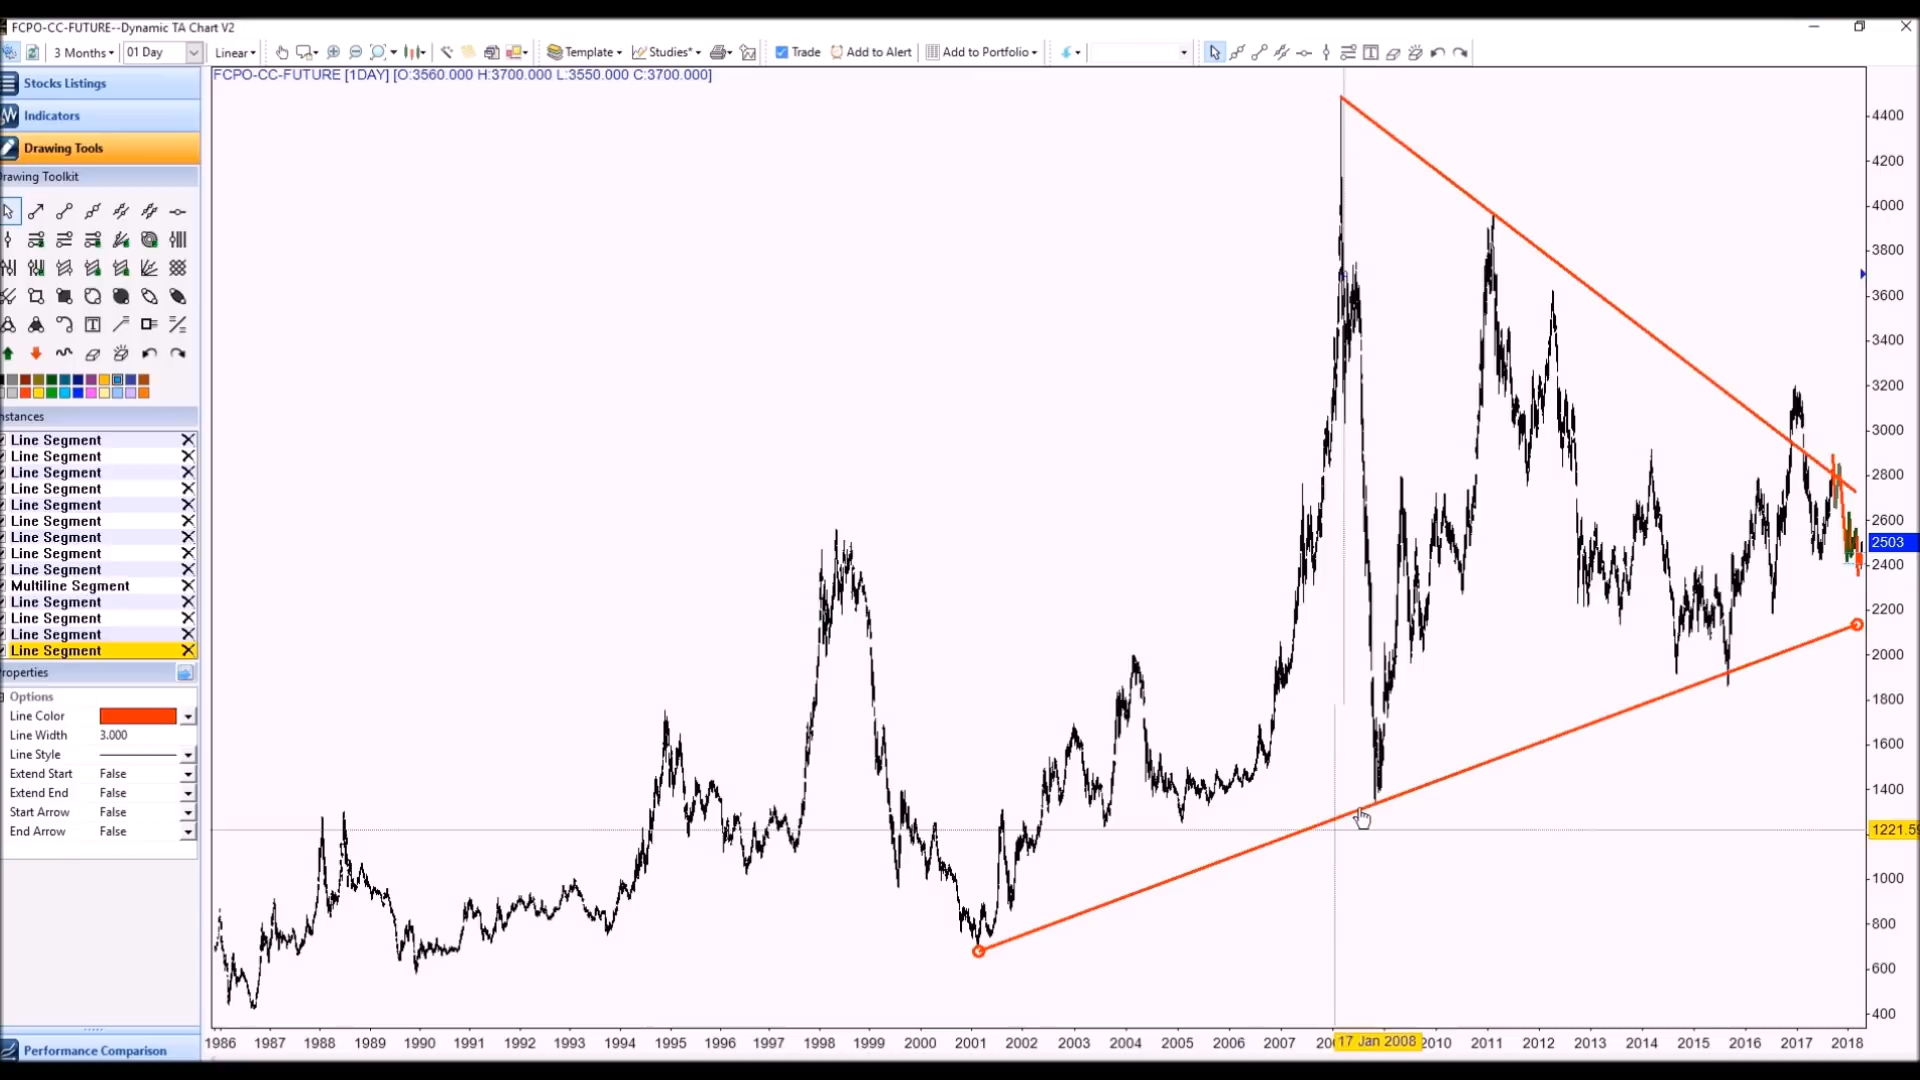 FCPO-CC-FUTURE--Dynamic TA Chart V2
3 Months 01 Day Linear Template Studies* Trade Add to Alert Add to Portfolio
Stocks Listings
Indicators
Drawing Tools
rawing Toolkit
nstances
Line Segment
Line Segment
Line Segment
Line Segment
Line Segment
Line Segment
Line Segment
Line Segment
Line Segment
Multiline Segment
Line Segment
Line Segment
Line Segment
Line Segment
roperties
Options
Line Color
Line Width 3.000
Line Style
Extend Start False
Extend End False
Start Arrow False
End Arrow False
Performance Comparison
FCPO-CC-FUTURE [1DAY] [O:3560.000 H:3700.000 L:3550.000 C:3700.000]
4400
4200
4000
3800
3600
3400
3200
3000
2800
2600
2503
2400
2200
2000
1800
1600
1400
1221.59
1000
800
600
400
1986 1987 1988 1989 1990 1991 1992 1993 1994 1995 1996 1997 1998 1999 2000 2001 2002 2003 2004 2005 2006 2007 17 Jan 2008 2010 2011 2012 2013 2014 2015 2016 2017 2018